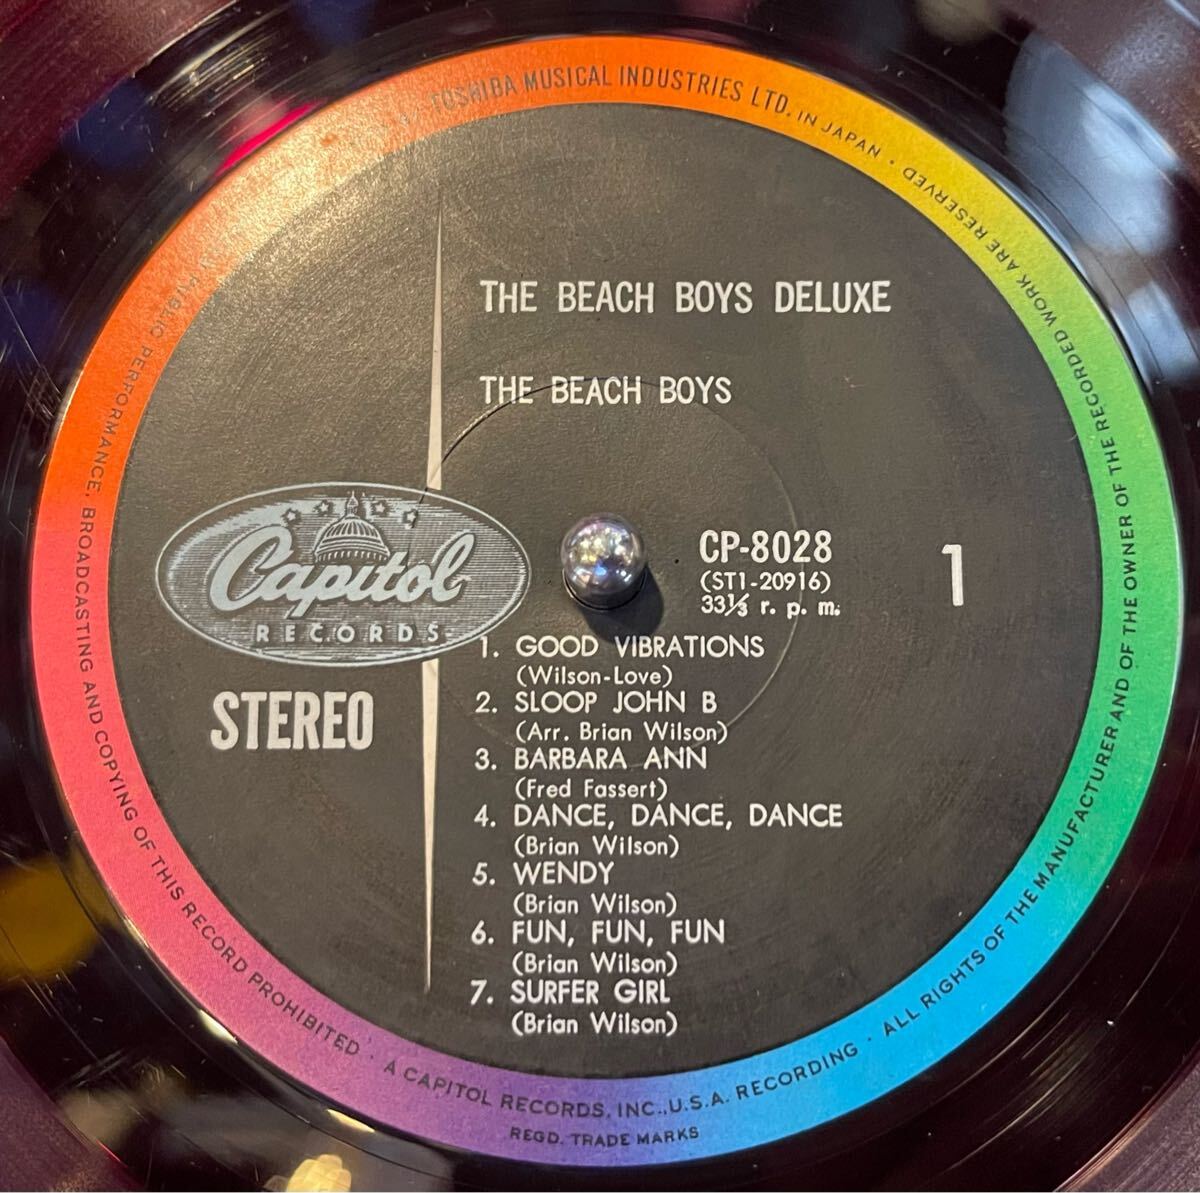 TOSHIBA MUSICAL INDUSTRIES LTD. IN JAPAN · ALL RIGHTS OF THE MANUFACTURER AND OF THE OWNER OF THE RECORDED WORK ARE RESERVED ·
PUBLIC PERFORMANCE, BROADCASTING AND COPYING OF THIS RECORD PROHIBITED · A CAPITOL RECORDS, INC., U.S.A. RECORDING ·
REGD. TRADE MARKS
THE BEACH BOYS DELUXE
THE BEACH BOYS
Capitol
RECORDS
STEREO
CP-8028
(ST1-20916)
33⅓ r. p. m.
1
1. GOOD VIBRATIONS
(Wilson-Love)
2. SLOOP JOHN B
(Arr. Brian Wilson)
3. BARBARA ANN
(Fred Fassert)
4. DANCE, DANCE, DANCE
(Brian Wilson)
5. WENDY
(Brian Wilson)
6. FUN, FUN, FUN
(Brian Wilson)
7. SURFER GIRL
(Brian Wilson)